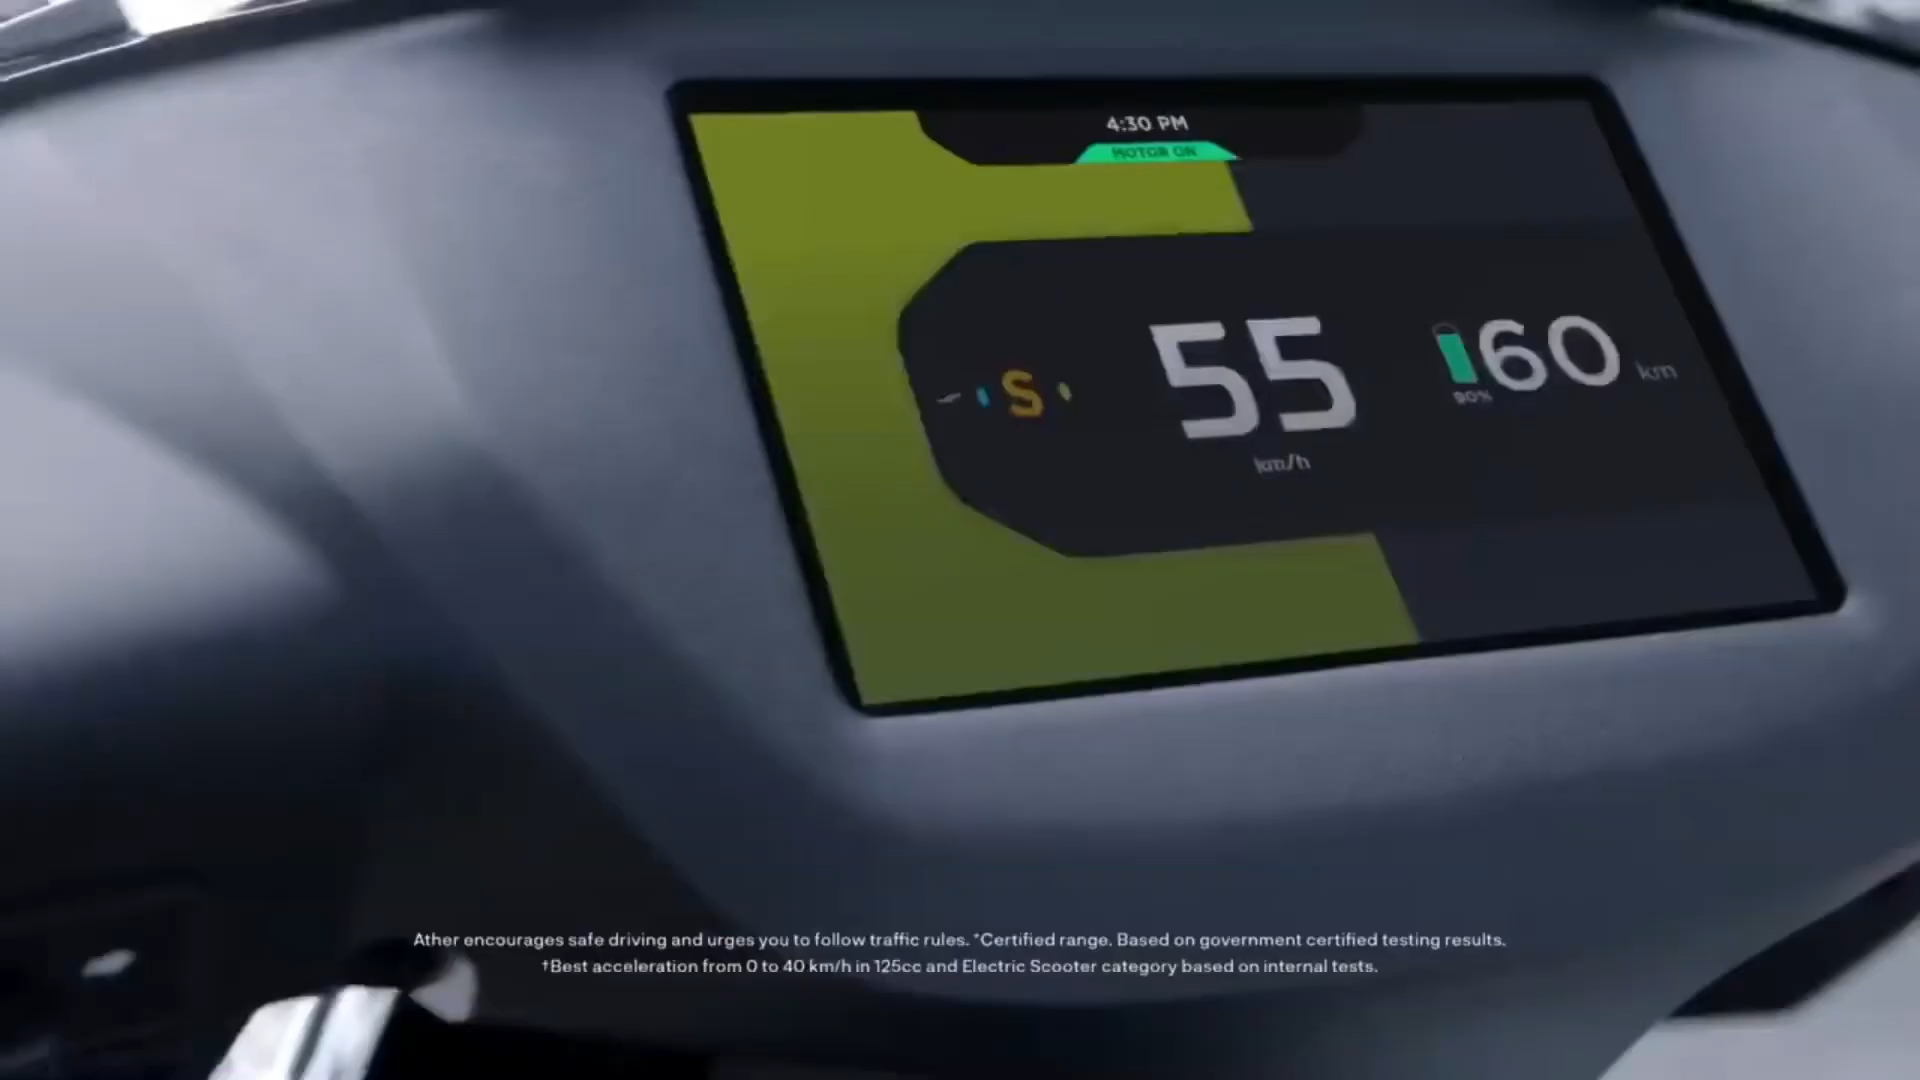 4:30 PM
MOTOR ON
S
55
km/h
60 km
90%
Ather encourages safe driving and urges you to follow traffic rules. *Certified range. Based on government certified testing results.
†Best acceleration from 0 to 40 km/h in 125cc and Electric Scooter category based on internal tests.